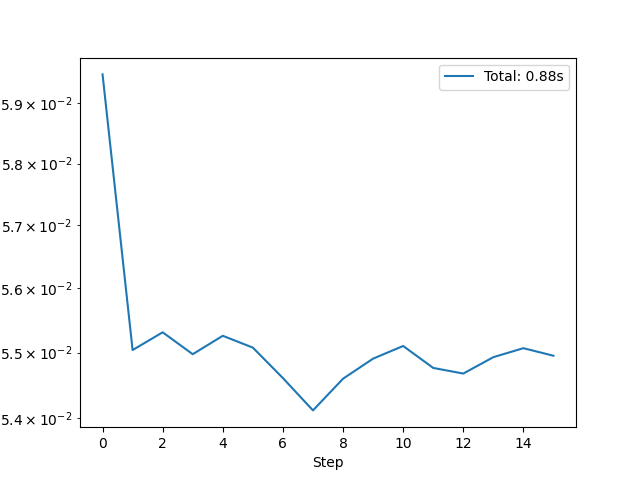 Total: 0.88s
5.9 × 10⁻²
5.8 × 10⁻²
5.7 × 10⁻²
5.6 × 10⁻²
5.5 × 10⁻²
5.4 × 10⁻²
0 2 4 6 8 10 12 14
Step